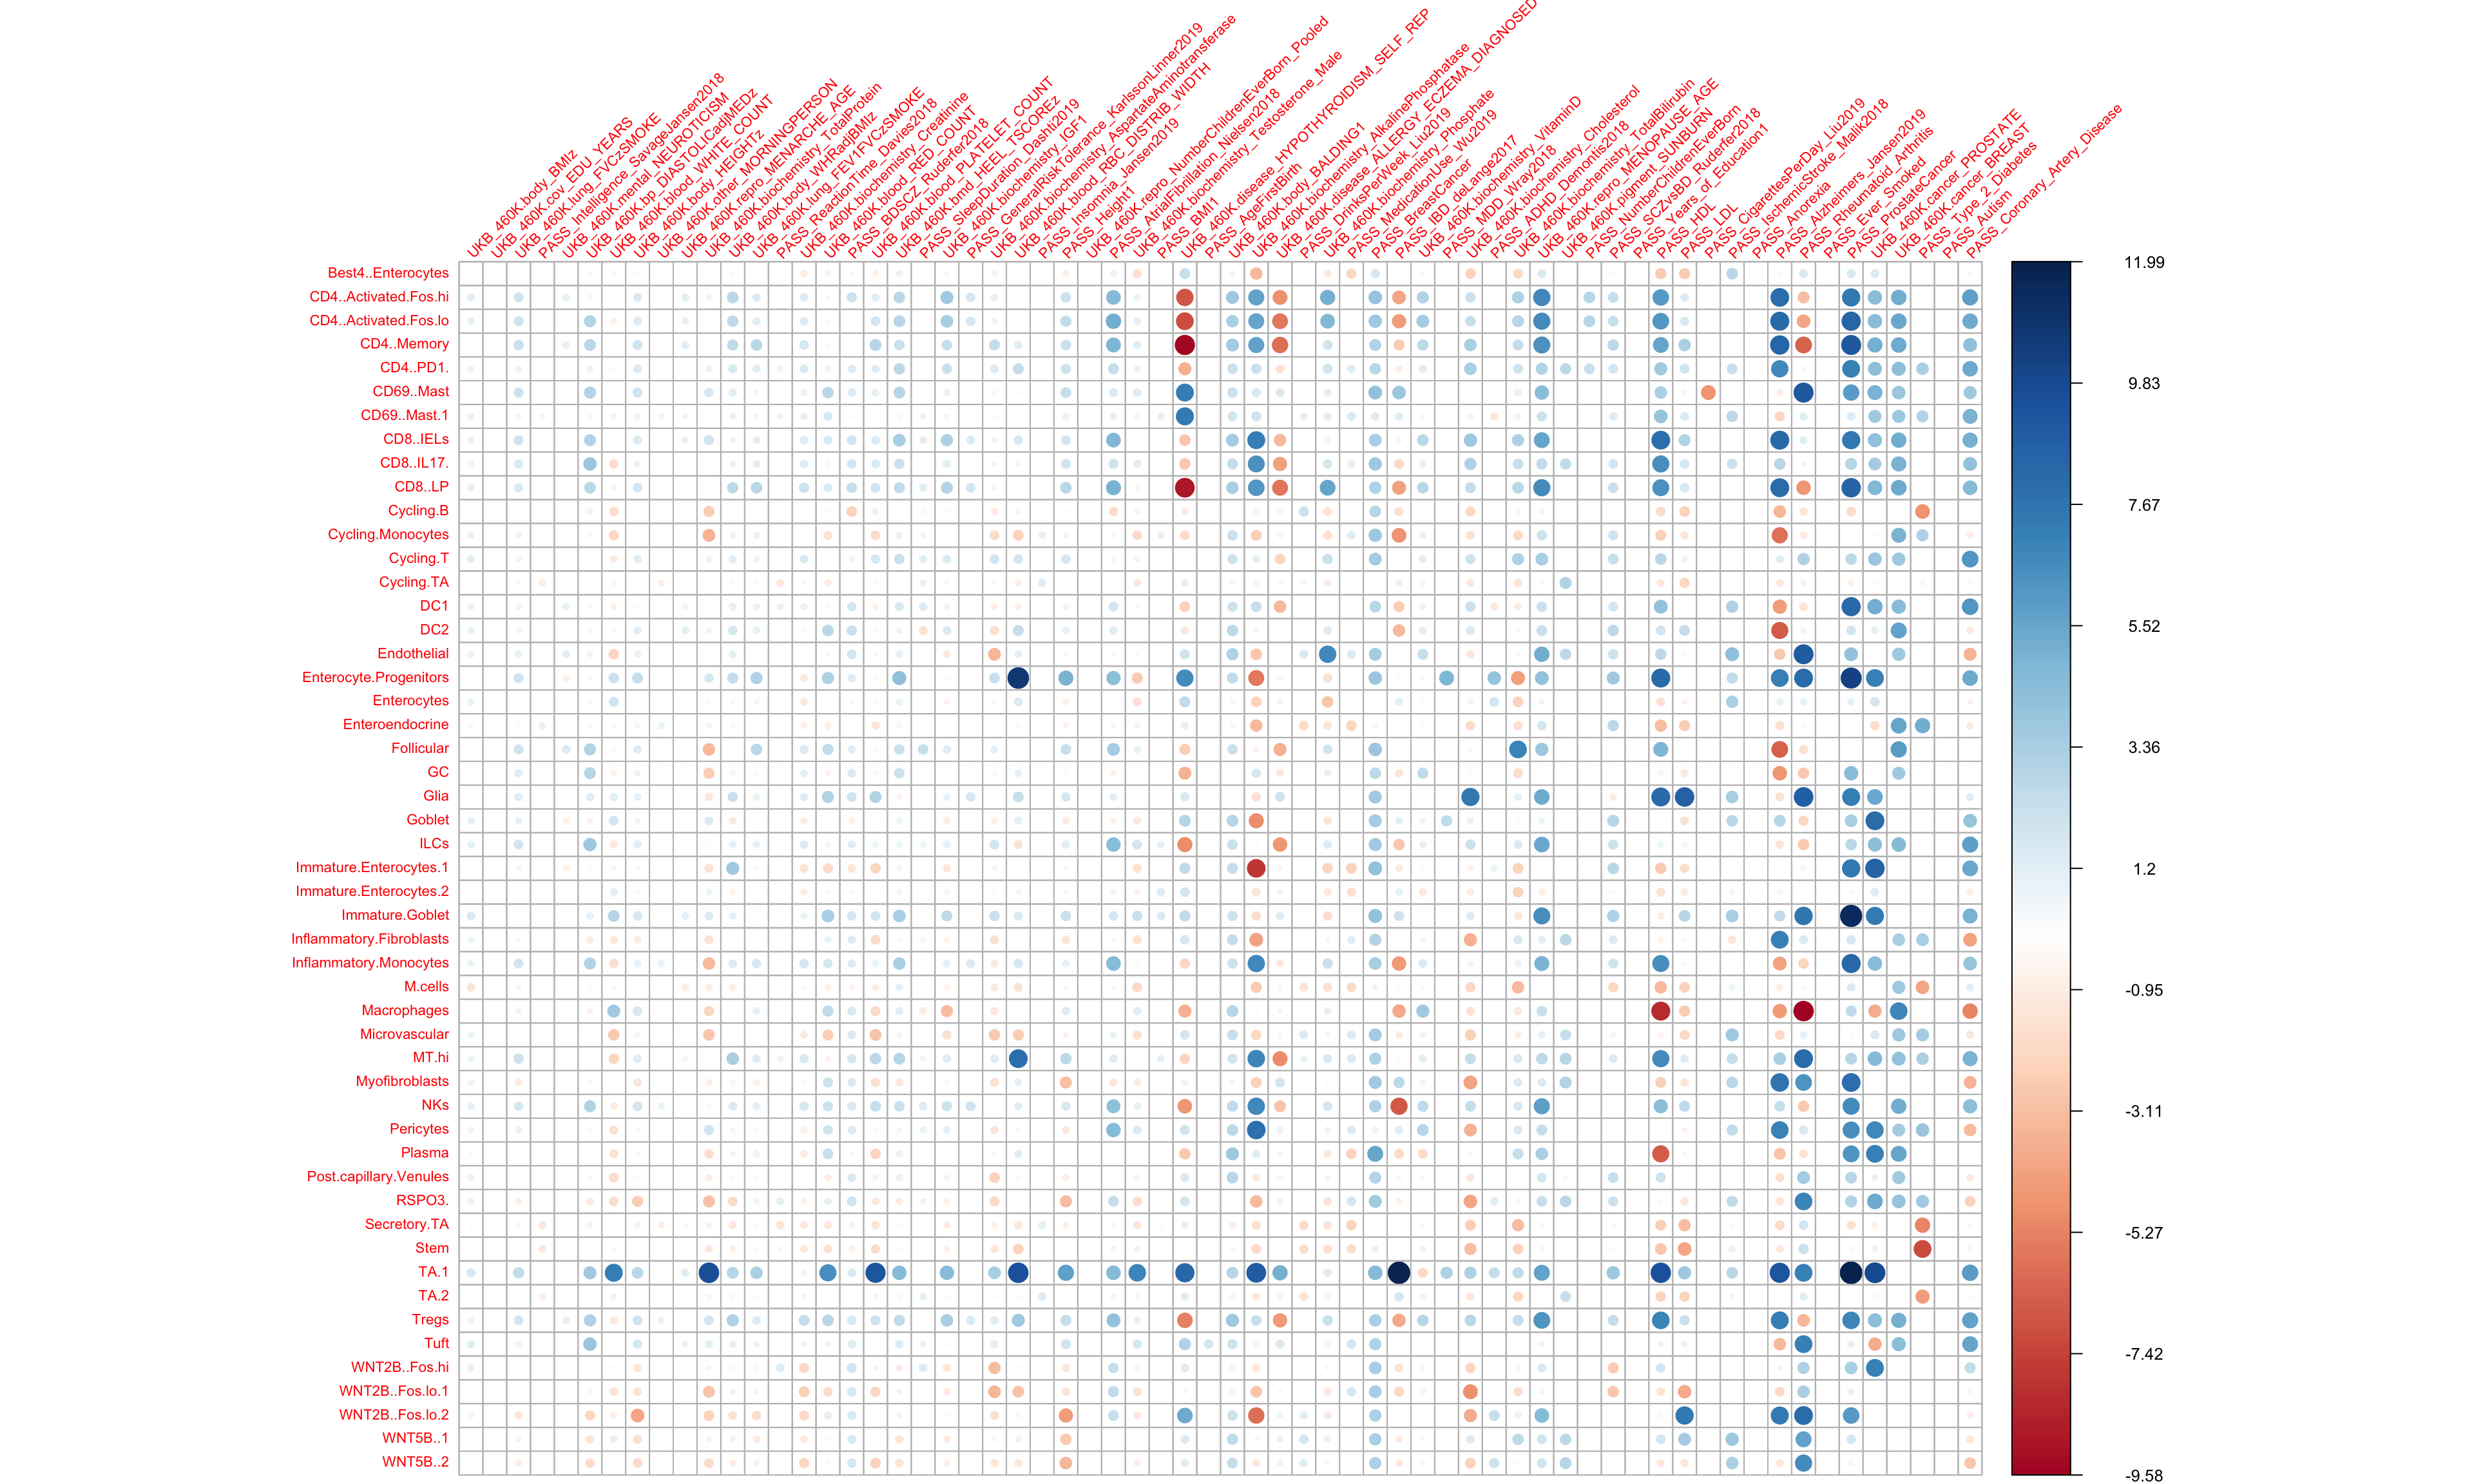 UKB_460K.body_BMIz
UKB_460K.cov_EDU_YEARS
UKB_460K.lung_FVCzSMOKE
PASS_Intelligence_SavageJansen2018
UKB_460K.mental_NEUROTICISM
UKB_460K.bp_DIASTOLICadjMEDz
UKB_460K.blood_WHITE_COUNT
UKB_460K.body_HEIGHTz
UKB_460K.other_MORNINGPERSON
UKB_460K.repro_MENARCHE_AGE
UKB_460K.biochemistry_TotalProtein
UKB_460K.body_WHRadjBMIz
UKB_460K.lung_FEV1FVCzSMOKE
PASS_ReactionTime_Davies2018
UKB_460K.biochemistry_Creatinine
UKB_460K.blood_RED_COUNT
PASS_BDSCZ_Ruderfer2018
UKB_460K.blood_PLATELET_COUNT
UKB_460K.bmd_HEEL_TSCOREz
PASS_SleepDuration_Dashti2019
UKB_460K.biochemistry_IGF1
PASS_GeneralRiskTolerance_KarlssonLinner2019
UKB_460K.biochemistry_AspartateAminotransferase
UKB_460K.blood_RBC_DISTRIB_WIDTH
PASS_Insomnia_Jansen2019
PASS_Height1
UKB_460K.repro_NumberChildrenEverBorn_Pooled
PASS_AtrialFibrillation_Nielsen2018
UKB_460K.biochemistry_Testosterone_Male
PASS_BMI1
UKB_460K.disease_HYPOTHYROIDISM_SELF_REP
PASS_AgeFirstBirth
UKB_460K.body_BALDING1
UKB_460K.biochemistry_AlkalinePhosphatase
UKB_460K.disease_ALLERGY_ECZEMA_DIAGNOSED
PASS_DrinksPerWeek_Liu2019
UKB_460K.biochemistry_Phosphate
PASS_MedicationUse_Wu2019
PASS_BreastCancer
PASS_IBD_deLange2017
UKB_460K.biochemistry_VitaminD
PASS_MDD_Wray2018
UKB_460K.biochemistry_Cholesterol
PASS_ADHD_Demontis2018
UKB_460K.biochemistry_TotalBilirubin
UKB_460K.repro_MENOPAUSE_AGE
UKB_460K.pigment_SUNBURN
PASS_NumberChildrenEverBorn
PASS_SCZvsBD_Ruderfer2018
PASS_Years_of_Education1
PASS_HDL
PASS_LDL
PASS_CigarettesPerDay_Liu2019
PASS_IschemicStroke_Malik2018
PASS_Anorexia
PASS_Alzheimers_Jansen2019
PASS_Rheumatoid_Arthritis
PASS_Ever_Smoked
PASS_ProstateCancer
UKB_460K.cancer_PROSTATE
UKB_460K.cancer_BREAST
PASS_Type_2_Diabetes
PASS_Autism
PASS_Coronary_Artery_Disease
Best4..Enterocytes
CD4..Activated.Fos.hi
CD4..Activated.Fos.lo
CD4..Memory
CD4..PD1.
CD69..Mast
CD69..Mast.1
CD8..IELs
CD8..IL17.
CD8..LP
Cycling.B
Cycling.Monocytes
Cycling.T
Cycling.TA
DC1
DC2
Endothelial
Enterocyte.Progenitors
Enterocytes
Enteroendocrine
Follicular
GC
Glia
Goblet
ILCs
Immature.Enterocytes.1
Immature.Enterocytes.2
Immature.Goblet
Inflammatory.Fibroblasts
Inflammatory.Monocytes
M.cells
Macrophages
Microvascular
MT.hi
Myofibroblasts
NKs
Pericytes
Plasma
Post.capillary.Venules
RSPO3.
Secretory.TA
Stem
TA.1
TA.2
Tregs
Tuft
WNT2B..Fos.hi
WNT2B..Fos.lo.1
WNT2B..Fos.lo.2
WNT5B..1
WNT5B..2
11.99
9.83
7.67
5.52
3.36
1.2
-0.95
-3.11
-5.27
-7.42
-9.58